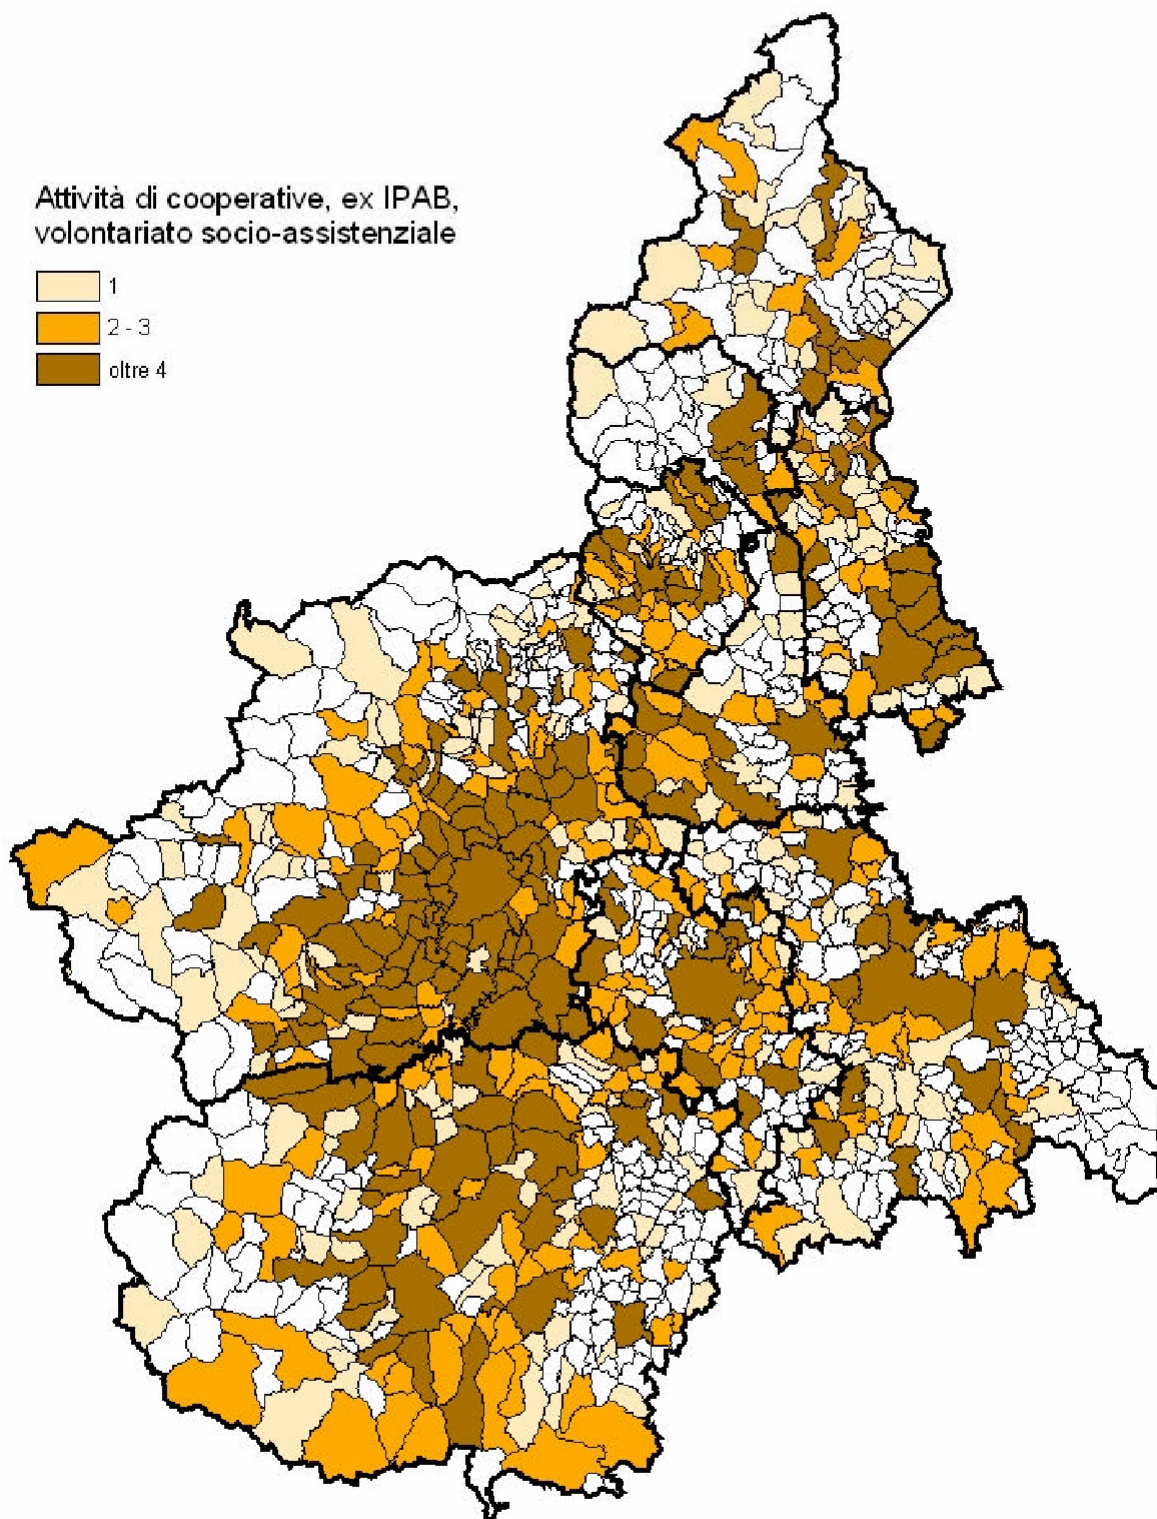 Attività di cooperative, ex IPAB,
volontariato socio-assistenziale
1
2 - 3
oltre 4